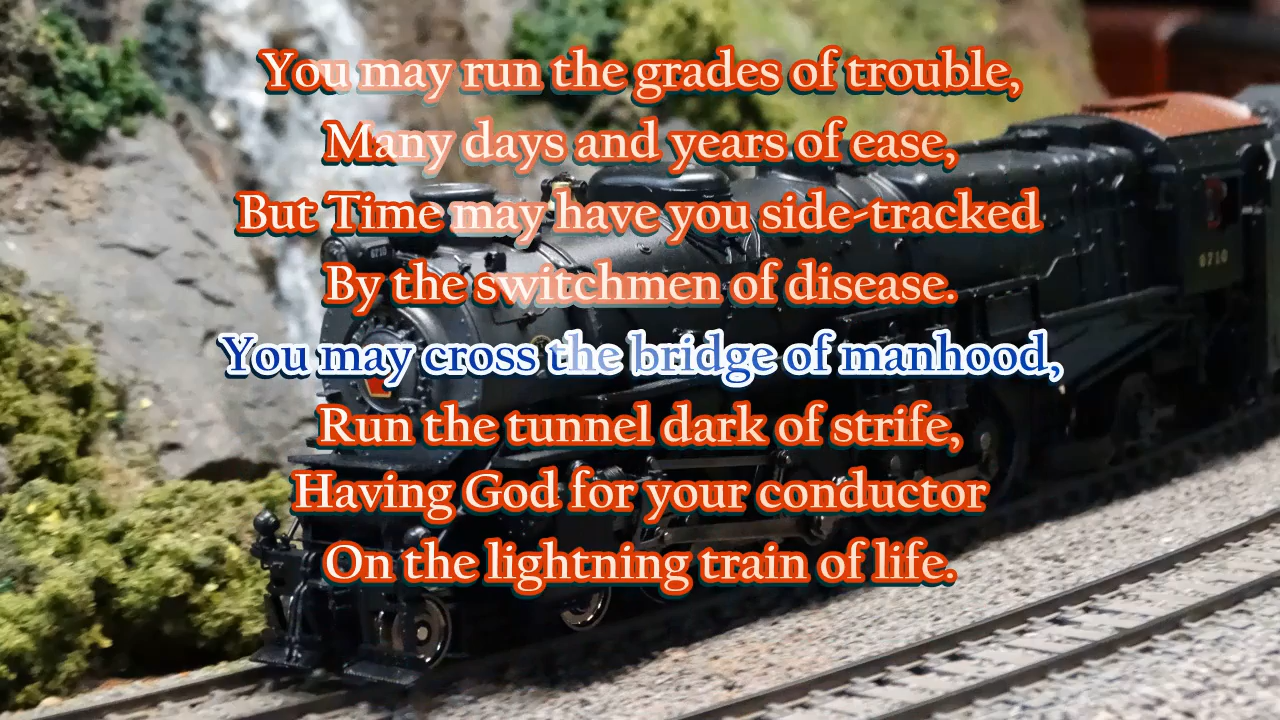 You may run the grades of trouble,
Many days and years of ease,
But Time may have you side-tracked
By the switchmen of disease.
You may cross the bridge of manhood,
Run the tunnel dark of strife,
Having God for your conductor
On the lightning train of life.
6710
6710